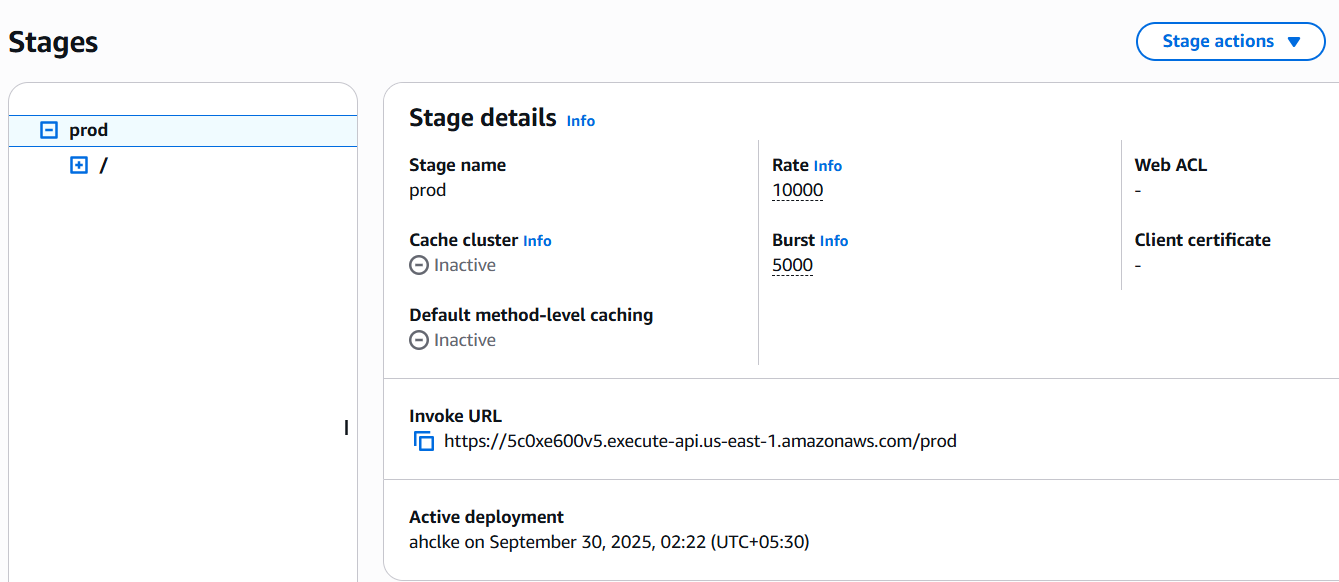 Stages
Stage actions
prod
/
Stage details Info
Stage name
prod
Cache cluster Info
Inactive
Default method-level caching
Inactive
Rate Info
10000
Burst Info
5000
Web ACL
-
Client certificate
-
Invoke URL
https://5c0xe600v5.execute-api.us-east-1.amazonaws.com/prod
Active deployment
ahclke on September 30, 2025, 02:22 (UTC+05:30)